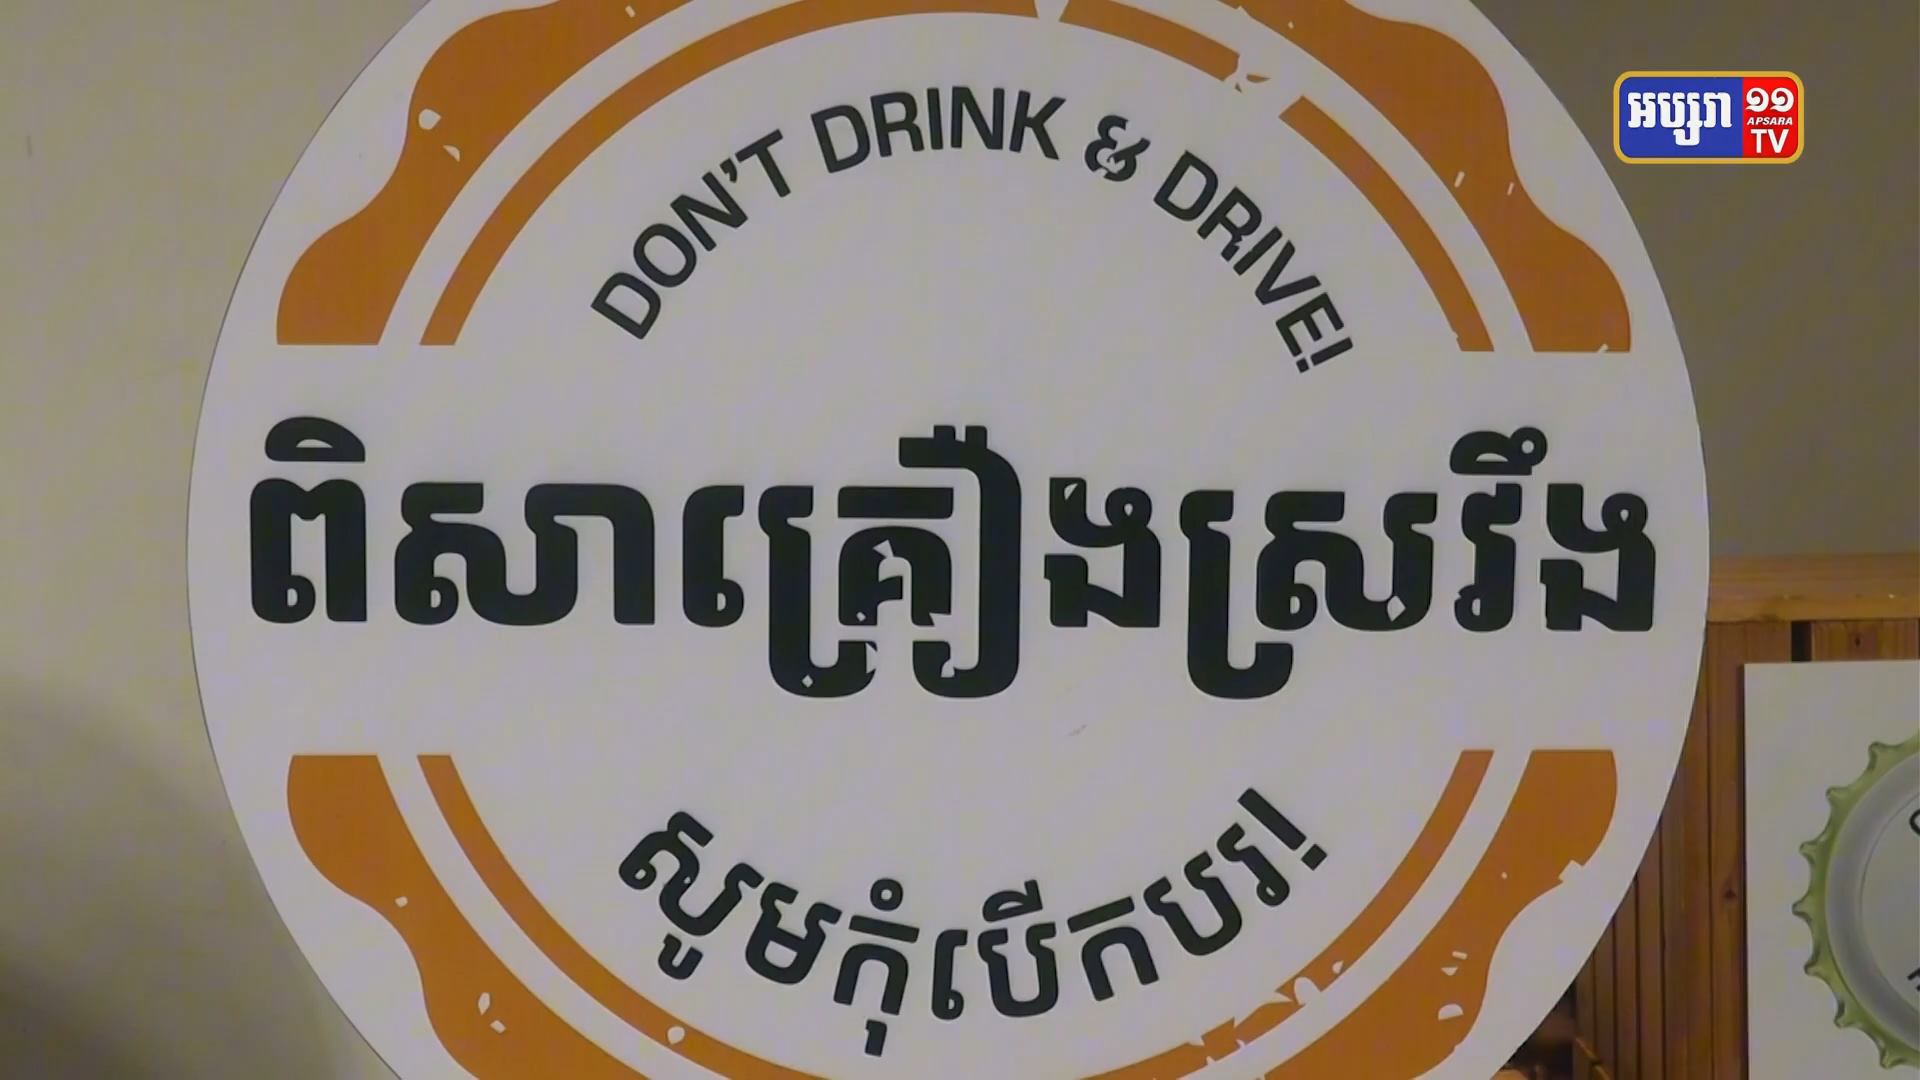 DON'T DRINK & DRIVE!
ពិសាគ្រឿងស្រវឹង
សូមកុំបើកបរ!
អប្សរា
១១
APSARA
TV